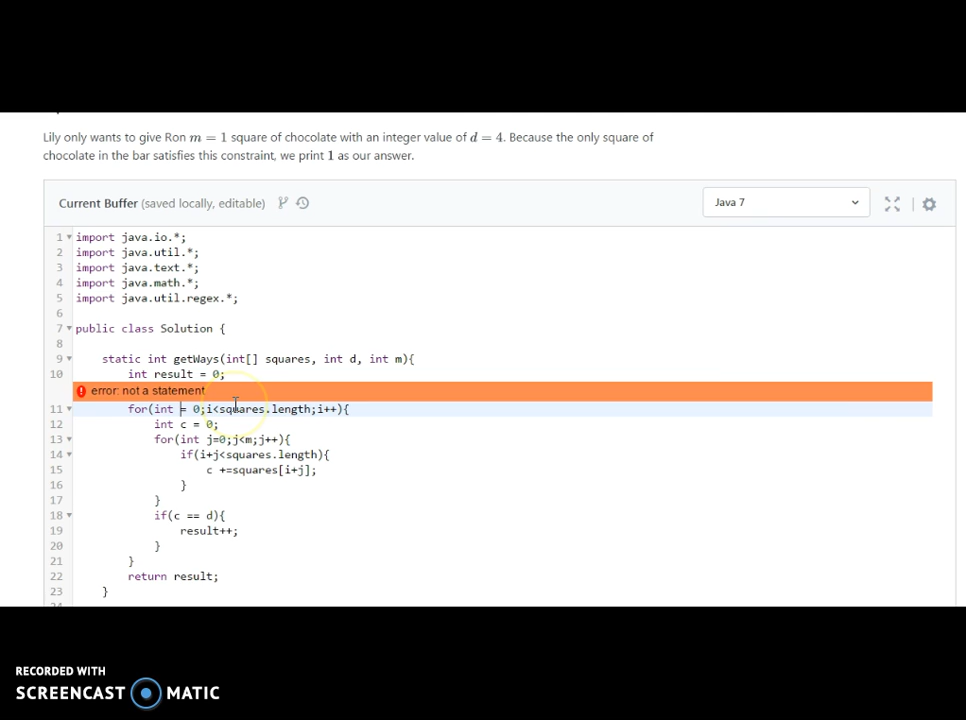 Lily only wants to give Ron m = 1 square of chocolate with an integer value of d = 4. Because the only square of
chocolate in the bar satisfies this constraint, we print 1 as our answer.
Current Buffer (saved locally, editable)
Java 7
1 import java.io.*;
2 import java.util.*;
3 import java.text.*;
4 import java.math.*;
5 import java.util.regex.*;
6
7 public class Solution {
8
9 static int getWays(int[] squares, int d, int m){
10 int result = 0;
error: not a statement
11 for(int = 0;i<squares.length;i++){
12 int c = 0;
13 for(int j=0;j<m;j++){
14 if(i+j<squares.length){
15 c +=squares[i+j];
16 }
17 }
18 if(c == d){
19 result++;
20 }
21 }
22 return result;
23 }
RECORDED WITH
SCREENCAST MATIC